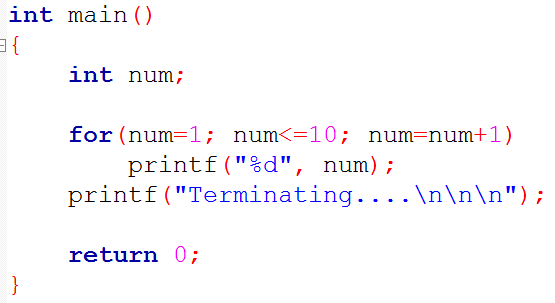 int main()
{
int num;
for(num=1; num<=10; num=num+1)
printf("%d", num);
printf("Terminating....\n\n\n");
return 0;
}